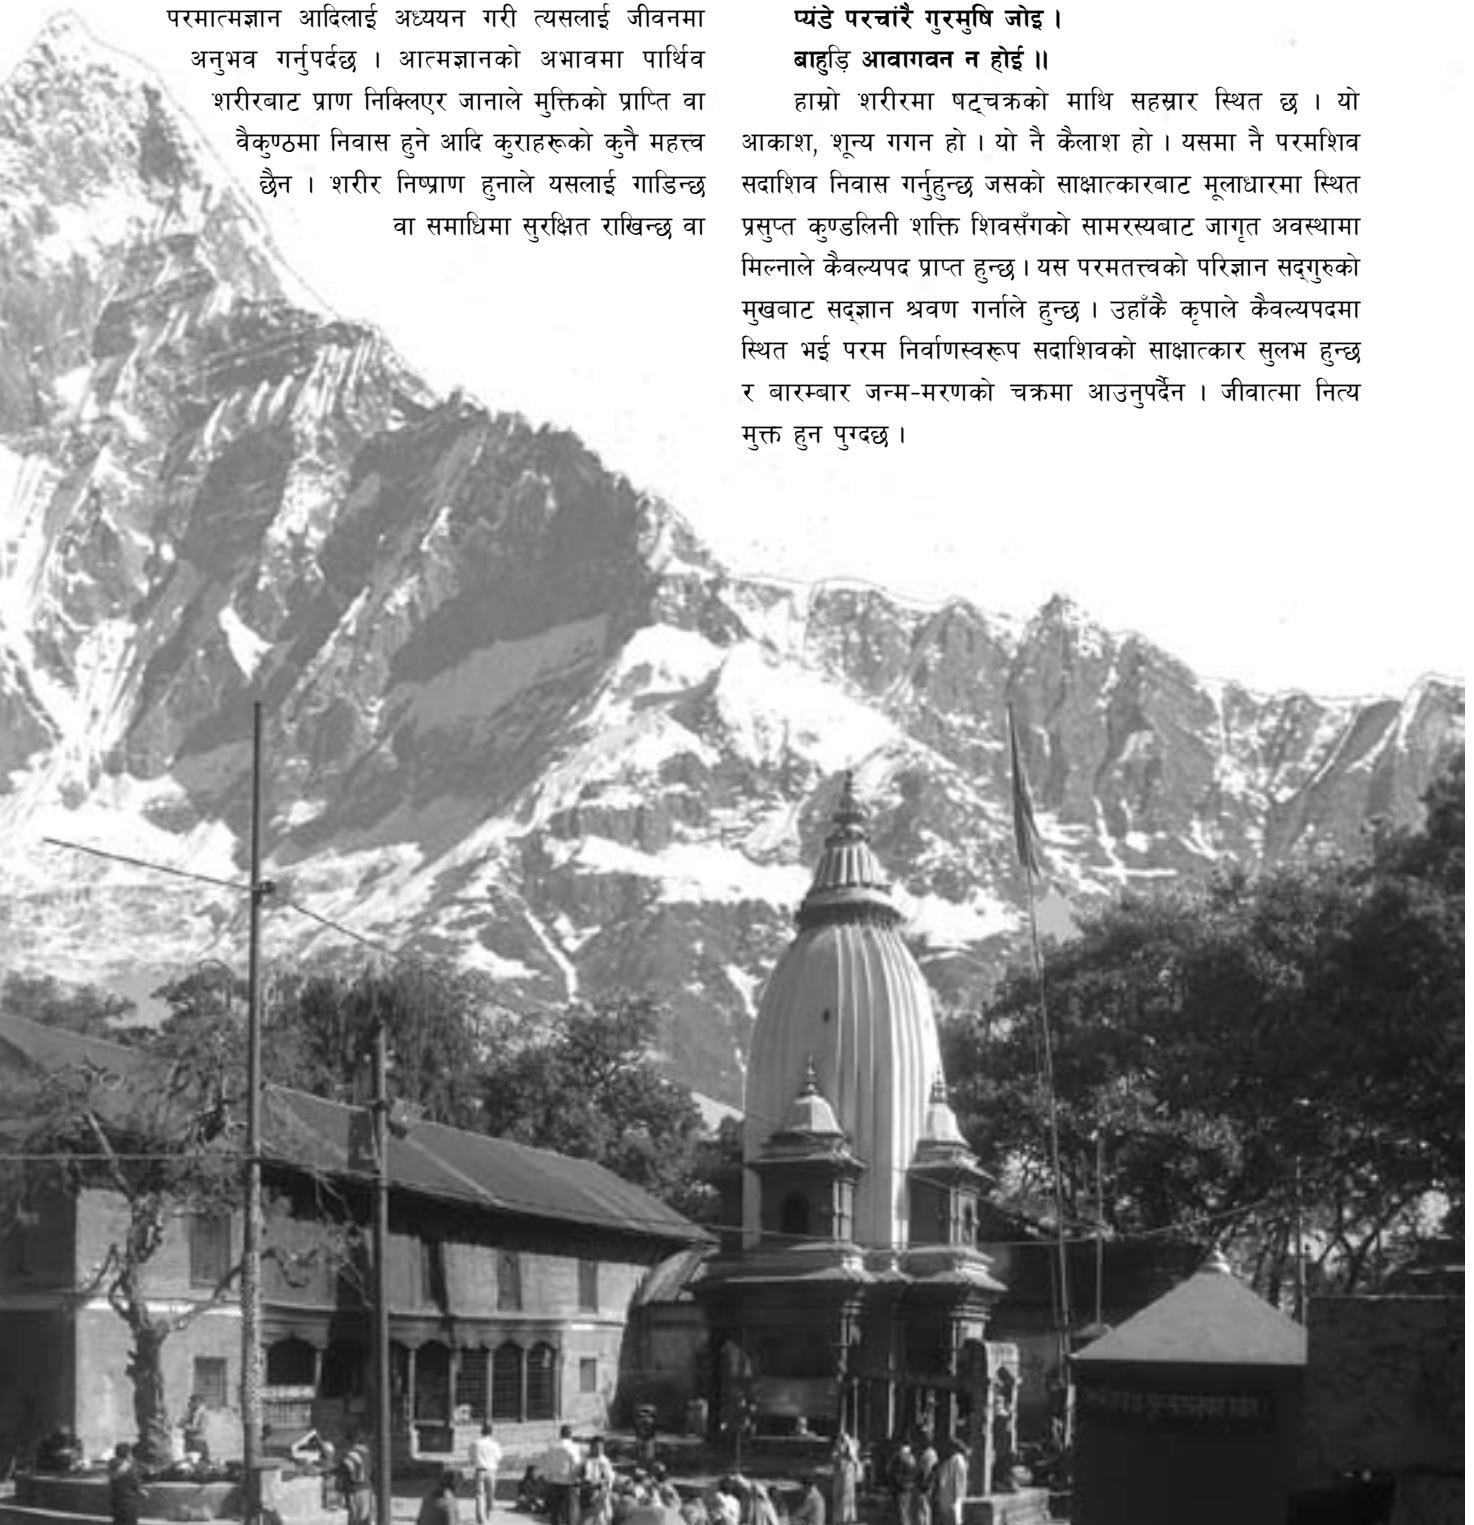 परमात्मज्ञान आदिलाई अध्ययन गरी त्यसलाई जीवनमा
अनुभव गर्नुपर्दछ । आत्मज्ञानको अभावमा पार्थिव
शरीरबाट प्राण निक्लिएर जानाले मुक्तिको प्राप्ति वा
वैकुण्ठमा निवास हुने आदि कुराहरूको कुनै महत्त्व
छैन । शरीर निष्प्राण हुनाले यसलाई गाडिन्छ
वा समाधिमा सुरक्षित राखिन्छ वा
प्यंडे परचांरै गुरमुषि जोइ ।
बाहुड़ि आवागवन न होई ॥
हाम्रो शरीरमा षट्चक्रको माथि सहस्रार स्थित छ । यो
आकाश, शून्य गगन हो । यो नै कैलाश हो । यसमा नै परमशिव
सदाशिव निवास गर्नुहुन्छ जसको साक्षात्कारबाट मूलाधारमा स्थित
प्रसुप्त कुण्डलिनी शक्ति शिवसँगको सामरस्यबाट जागृत अवस्थामा
मिल्नाले कैवल्यपद प्राप्त हुन्छ । यस परमतत्त्वको परिज्ञान सद्गुरुको
मुखबाट सद्ज्ञान श्रवण गर्नाले हुन्छ । उहाँकै कृपाले कैवल्यपदमा
स्थित भई परम निर्वाणस्वरूप सदाशिवको साक्षात्कार सुलभ हुन्छ
र बारम्बार जन्म-मरणको चक्रमा आउनुपर्दैन । जीवात्मा नित्य
मुक्त हुन पुग्दछ ।